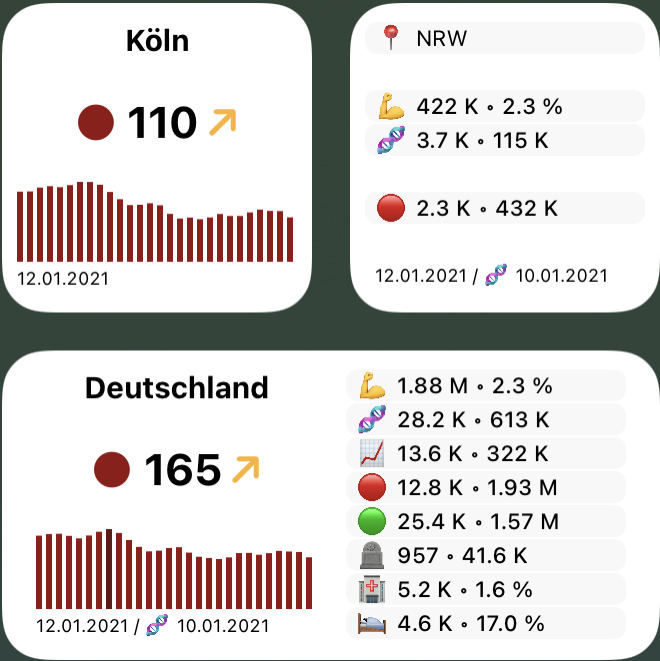 Köln
110
12.01.2021
NRW
422 K • 2.3 %
3.7 K • 115 K
2.3 K • 432 K
12.01.2021 / 10.01.2021
Deutschland
165
12.01.2021 / 10.01.2021
1.88 M • 2.3 %
28.2 K • 613 K
13.6 K • 322 K
12.8 K • 1.93 M
25.4 K • 1.57 M
957 • 41.6 K
5.2 K • 1.6 %
4.6 K • 17.0 %